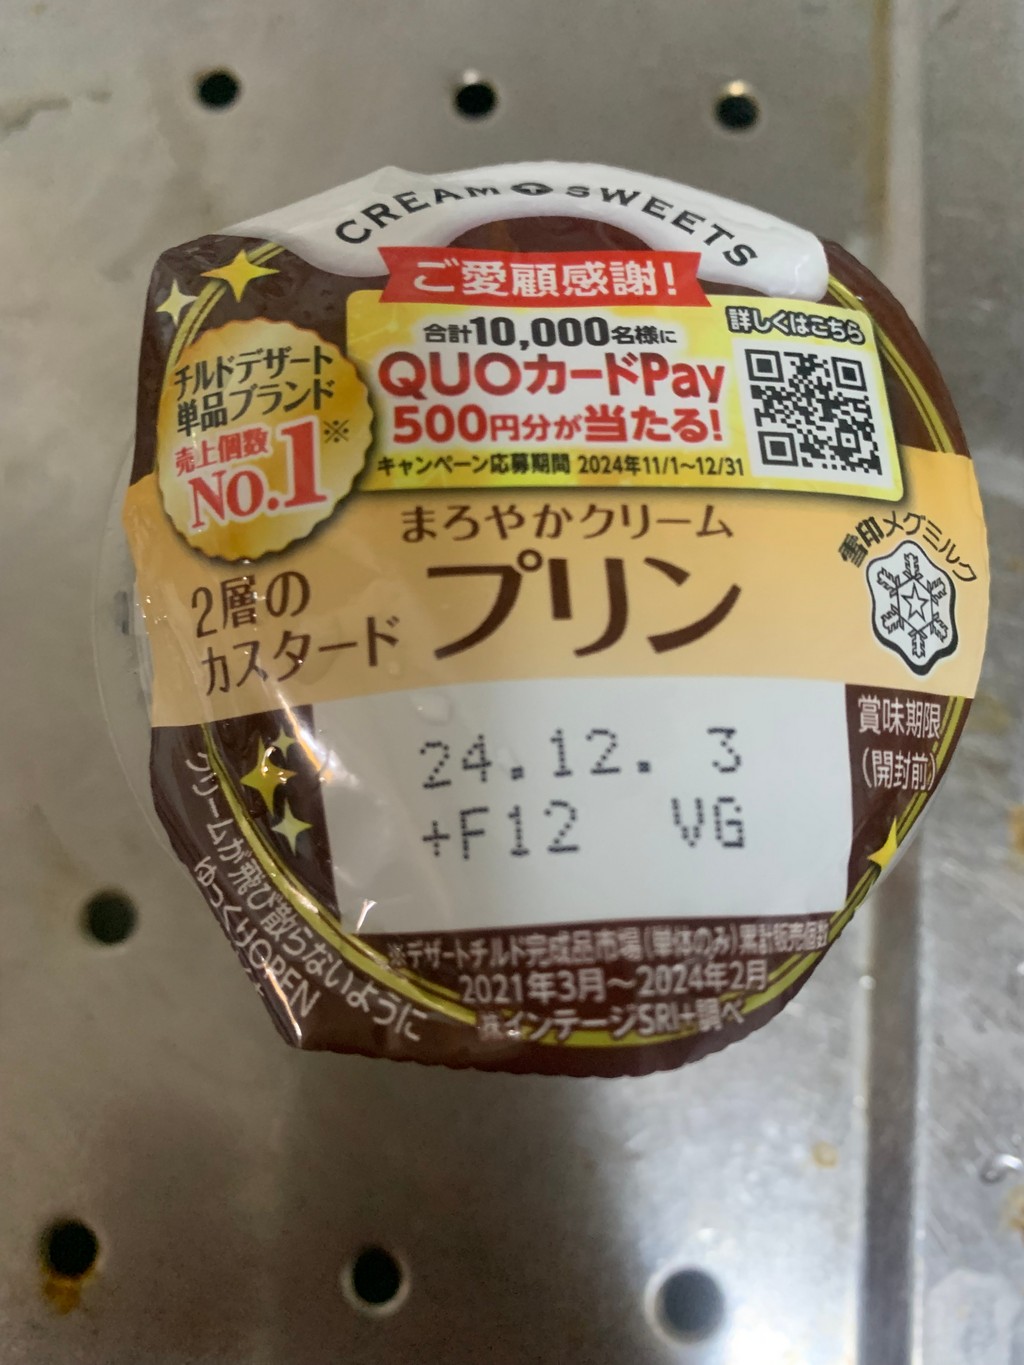 CREAM SWEETS
ご愛顧感謝!
合計10,000名様に
QUOカードPay
500円分が当たる!
キャンペーン応募期間 2024年11/1~12/31
詳しくはこちら
チルドデザート
単品ブランド
売上個数※
No.1
まろやかクリーム
プリン
2層の
カスタード
雪印メグミルク
賞味期限
(開封前)
24.12. 3
+F12 VG
クリームが飛び散らないように
ゆっくりOPEN
※デザートチルド完成品市場(単体のみ)累計販売個数
2021年3月~2024年2月
㈱インテージSRI+調べ